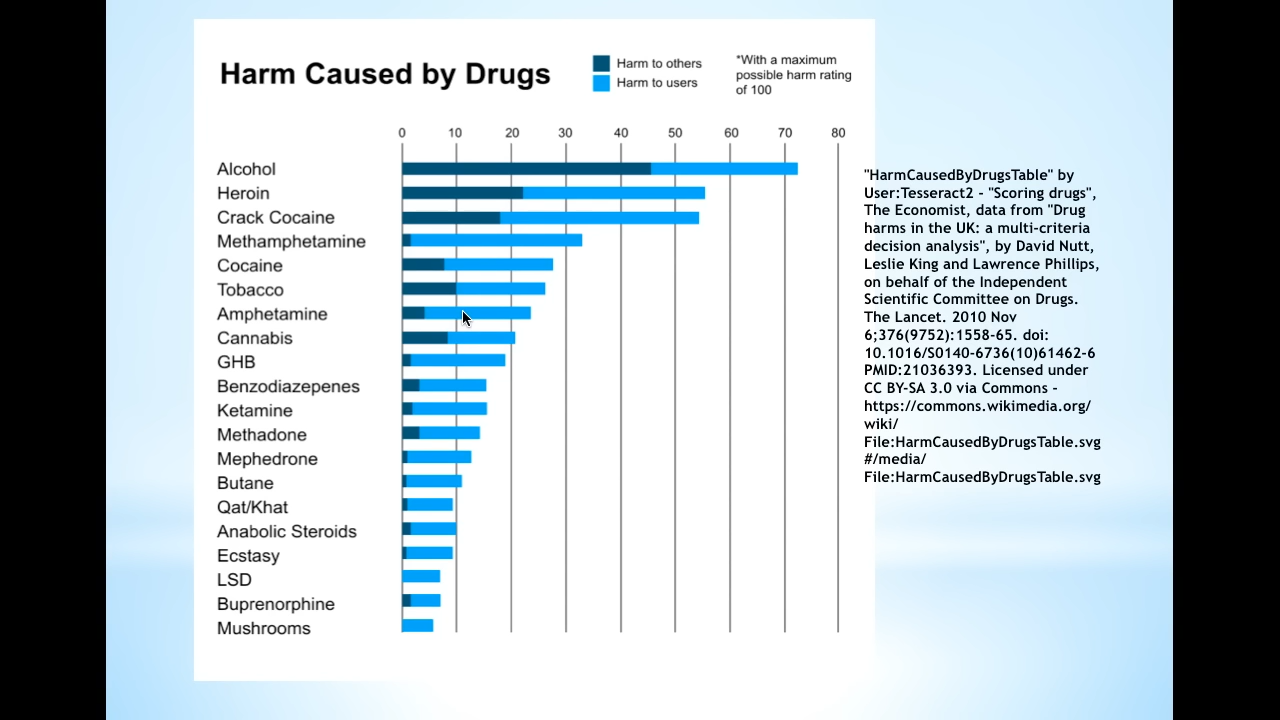 Harm Caused by Drugs
Harm to others
Harm to users
*With a maximum
possible harm rating
of 100
0 10 20 30 40 50 60 70 80
Alcohol
Heroin
Crack Cocaine
Methamphetamine
Cocaine
Tobacco
Amphetamine
Cannabis
GHB
Benzodiazepenes
Ketamine
Methadone
Mephedrone
Butane
Qat/Khat
Anabolic Steroids
Ecstasy
LSD
Buprenorphine
Mushrooms
"HarmCausedByDrugsTable" by
User:Tesseract2 - "Scoring drugs",
The Economist, data from "Drug
harms in the UK: a multi-criteria
decision analysis", by David Nutt,
Leslie King and Lawrence Phillips,
on behalf of the Independent
Scientific Committee on Drugs.
The Lancet. 2010 Nov
6;376(9752):1558-65. doi:
10.1016/S0140-6736(10)61462-6
PMID:21036393. Licensed under
CC BY-SA 3.0 via Commons -
https://commons.wikimedia.org/
wiki/
File:HarmCausedByDrugsTable.svg
#/media/
File:HarmCausedByDrugsTable.svg